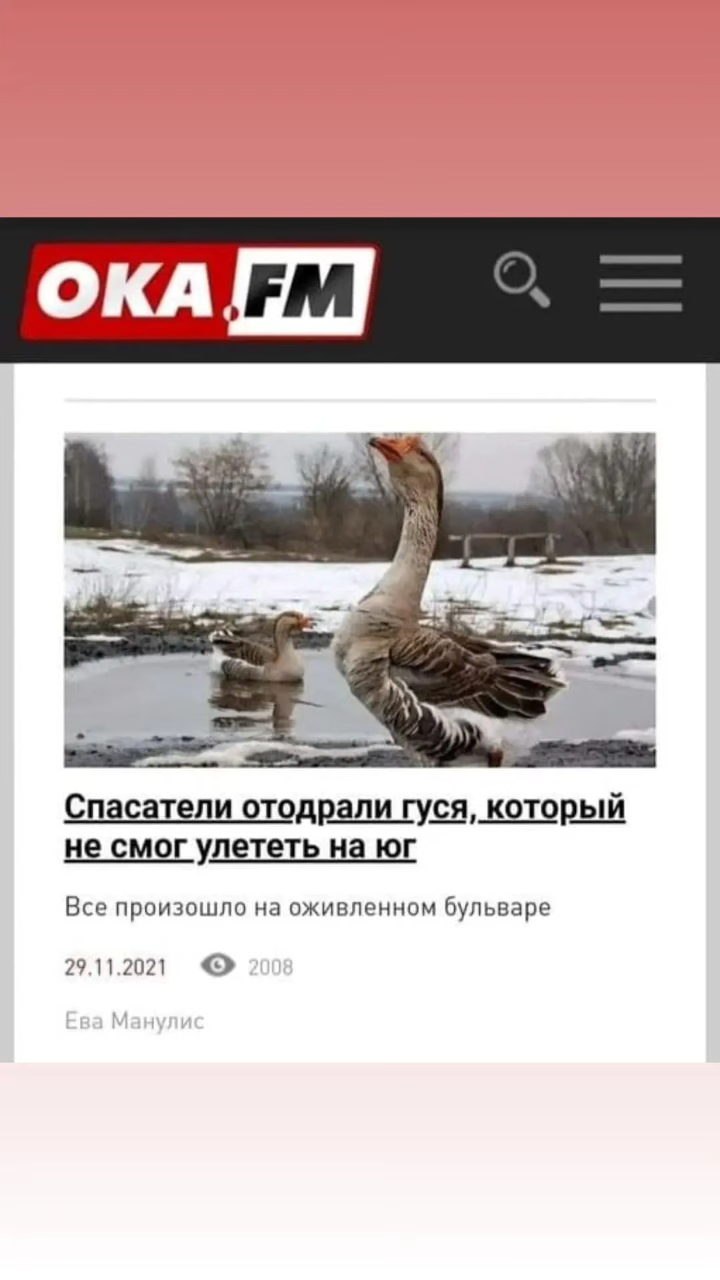 OKA.FM
Спасатели отодрали гуся, который
не смог улететь на юг
Все произошло на оживленном бульваре
29.11.2021 2008
Ева Манулис